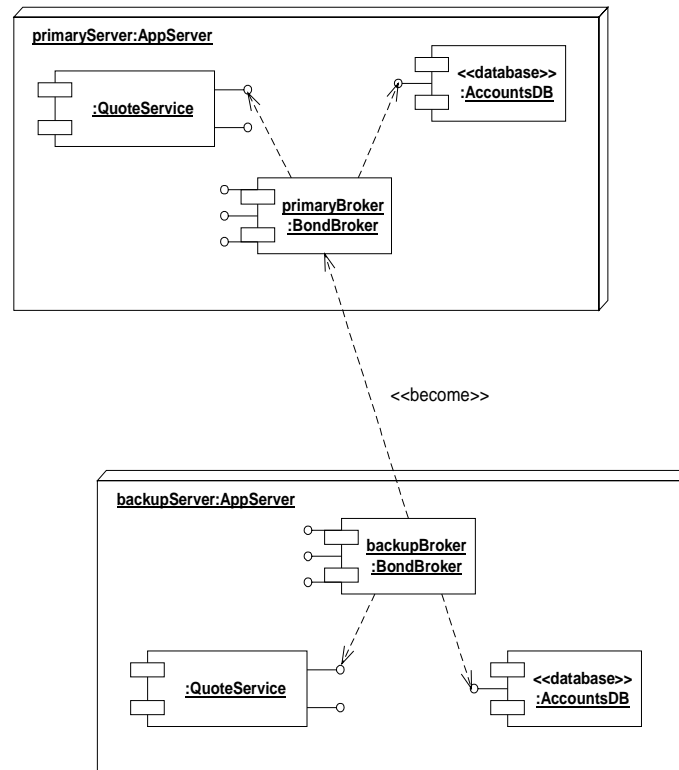 primaryServer:AppServer
<<database>>
:AccountsDB
:QuoteService
primaryBroker
:BondBroker
<<become>>
backupServer:AppServer
backupBroker
:BondBroker
:QuoteService
<<database>>
:AccountsDB